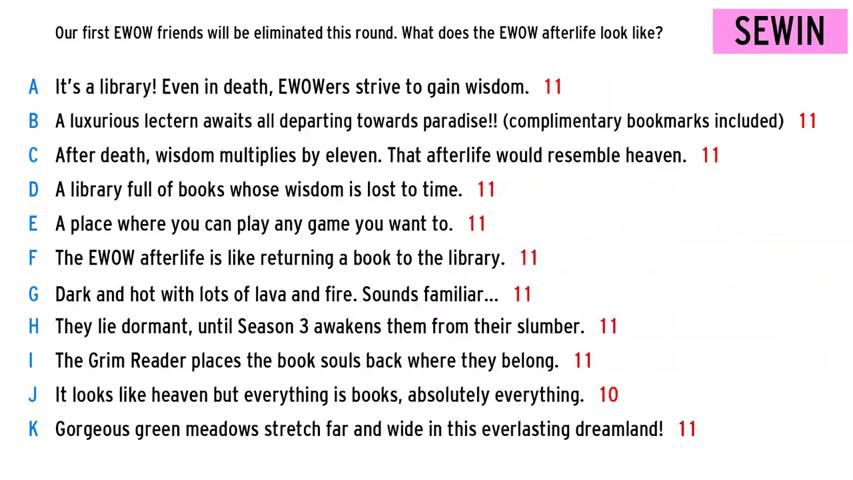 Our first EWOW friends will be eliminated this round. What does the EWOW afterlife look like?
SEWIN
A It's a library! Even in death, EWOWers strive to gain wisdom. 11
B A luxurious lectern awaits all departing towards paradise!! (complimentary bookmarks included) 11
C After death, wisdom multiplies by eleven. That afterlife would resemble heaven. 11
D A library full of books whose wisdom is lost to time. 11
E A place where you can play any game you want to. 11
F The EWOW afterlife is like returning a book to the library. 11
G Dark and hot with lots of lava and fire. Sounds familiar... 11
H They lie dormant, until Season 3 awakens them from their slumber. 11
I The Grim Reader places the book souls back where they belong. 11
J It looks like heaven but everything is books, absolutely everything. 10
K Gorgeous green meadows stretch far and wide in this everlasting dreamland! 11